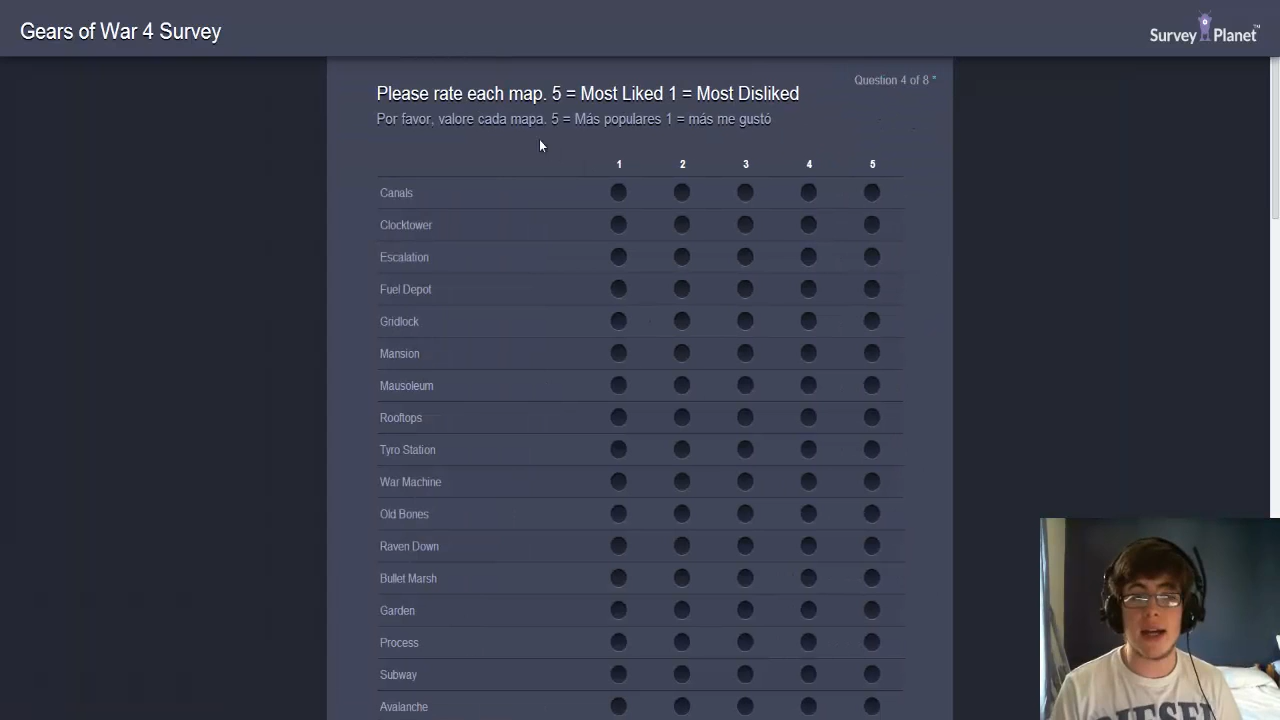 Gears of War 4 Survey
Survey Planet™
Question 4 of 8 *
Please rate each map. 5 = Most Liked 1 = Most Disliked
Por favor, valore cada mapa. 5 = Más populares 1 = más me gustó
1 2 3 4 5
Canals
Clocktower
Escalation
Fuel Depot
Gridlock
Mansion
Mausoleum
Rooftops
Tyro Station
War Machine
Old Bones
Raven Down
Bullet Marsh
Garden
Process
Subway
Avalanche
DIESEL